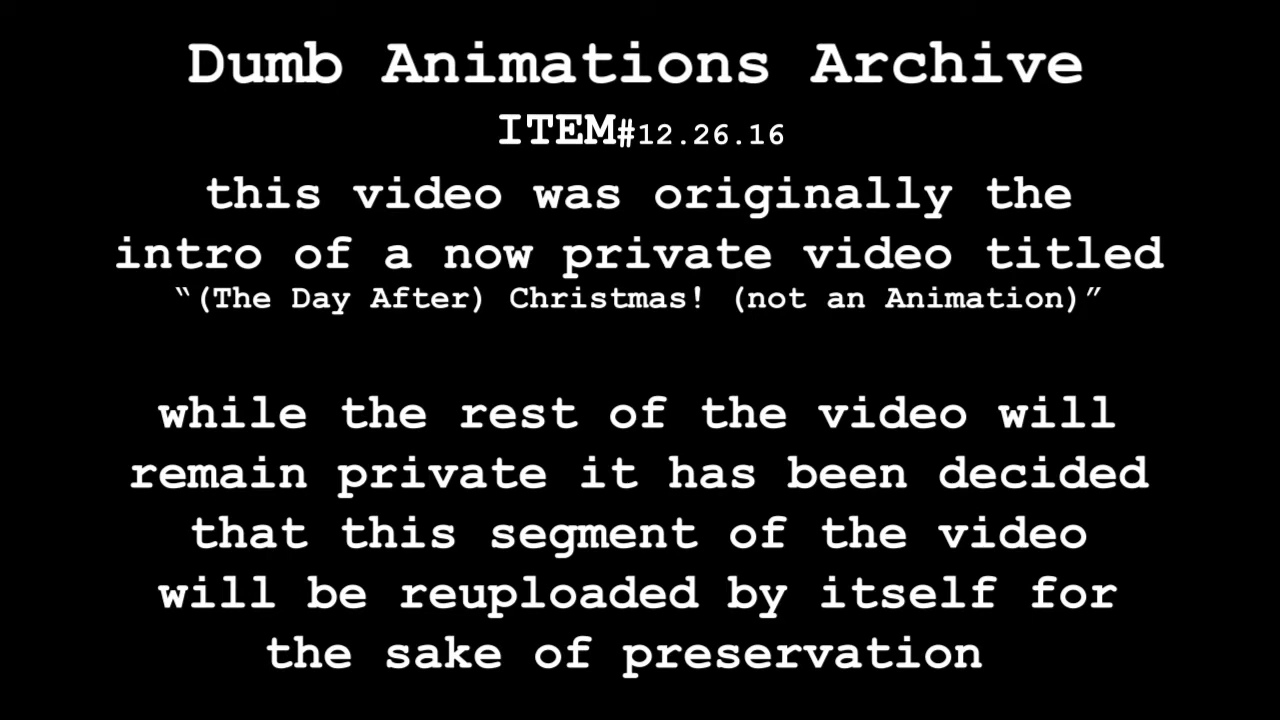 Dumb Animations Archive
ITEM#12.26.16
this video was originally the
intro of a now private video titled
“(The Day After) Christmas! (not an Animation)”
while the rest of the video will
remain private it has been decided
that this segment of the video
will be reuploaded by itself for
the sake of preservation